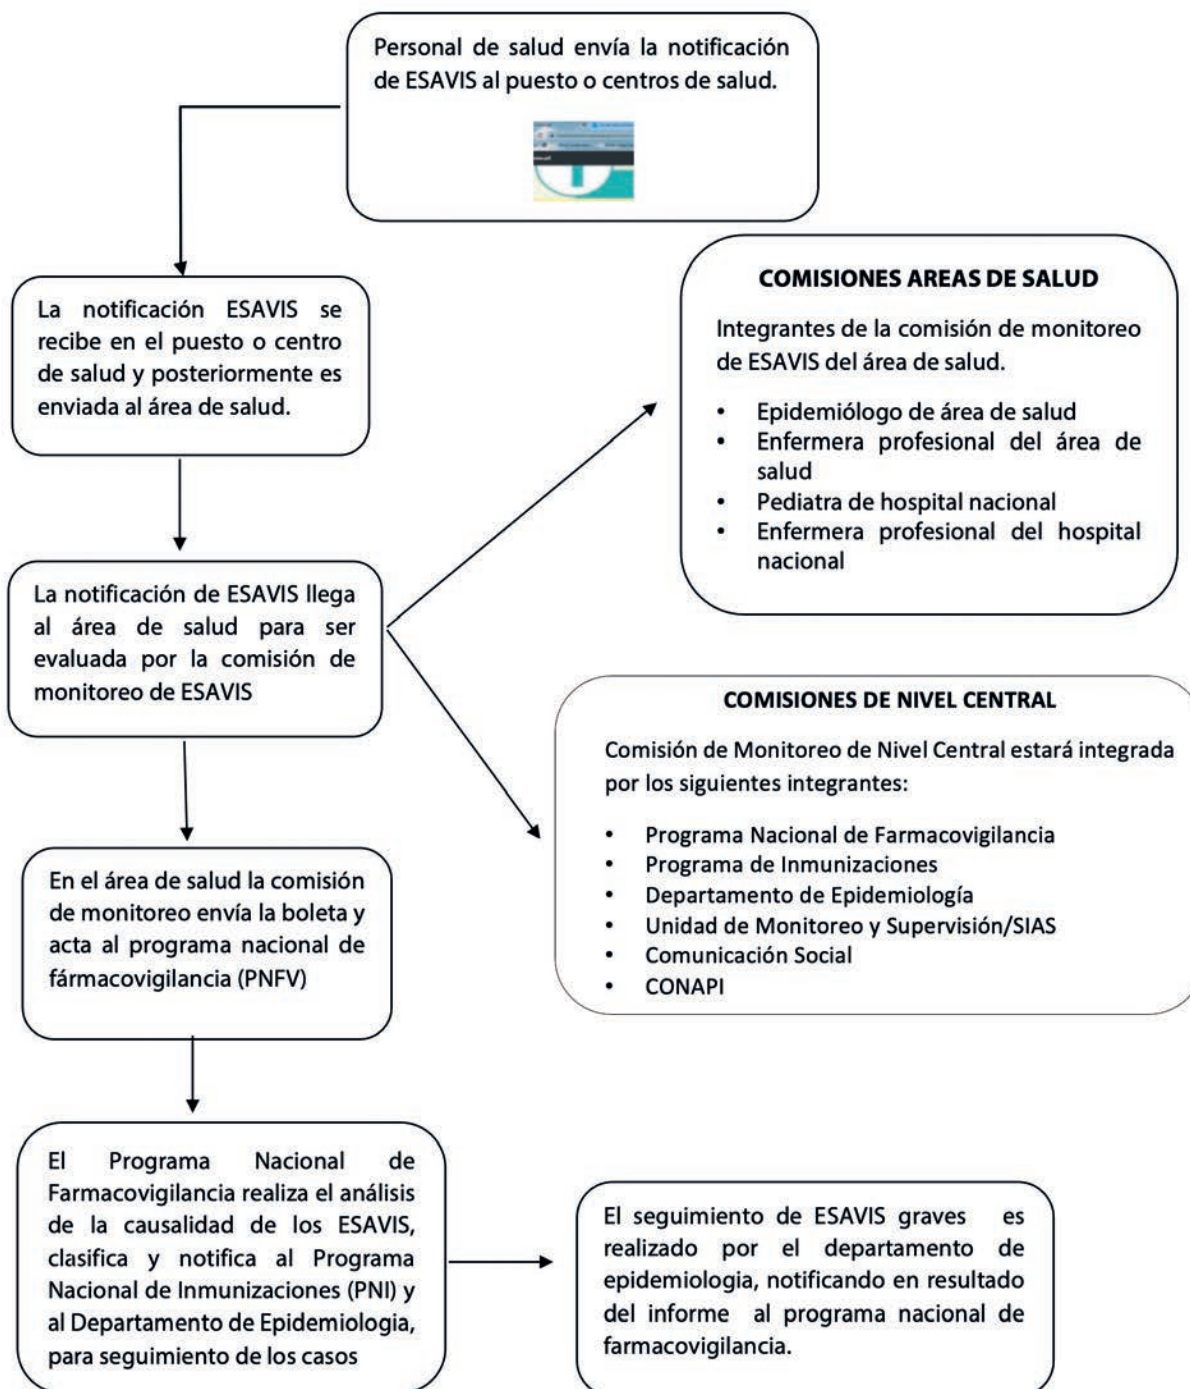 Personal de salud envía la notificación
de ESAVIS al puesto o centros de salud.
La notificación ESAVIS se
recibe en el puesto o centro
de salud y posteriormente es
enviada al área de salud.
COMISIONES AREAS DE SALUD
Integrantes de la comisión de monitoreo
de ESAVIS del área de salud.
• Epidemiólogo de área de salud
• Enfermera profesional del área de
salud
• Pediatra de hospital nacional
• Enfermera profesional del hospital
nacional
La notificación de ESAVIS llega
al área de salud para ser
evaluada por la comisión de
monitoreo de ESAVIS
COMISIONES DE NIVEL CENTRAL
Comisión de Monitoreo de Nivel Central estará integrada
por los siguientes integrantes:
• Programa Nacional de Farmacovigilancia
• Programa de Inmunizaciones
• Departamento de Epidemiología
• Unidad de Monitoreo y Supervisión/SIAS
• Comunicación Social
• CONAPI
En el área de salud la comisión
de monitoreo envía la boleta y
acta al programa nacional de
fármacovigilancia (PNFV)
El Programa Nacional de
Farmacovigilancia realiza el análisis
de la causalidad de los ESAVIS,
clasifica y notifica al Programa
Nacional de Inmunizaciones (PNI) y
al Departamento de Epidemiologia,
para seguimiento de los casos
El seguimiento de ESAVIS graves es
realizado por el departamento de
epidemiologia, notificando en resultado
del informe al programa nacional de
farmacovigilancia.